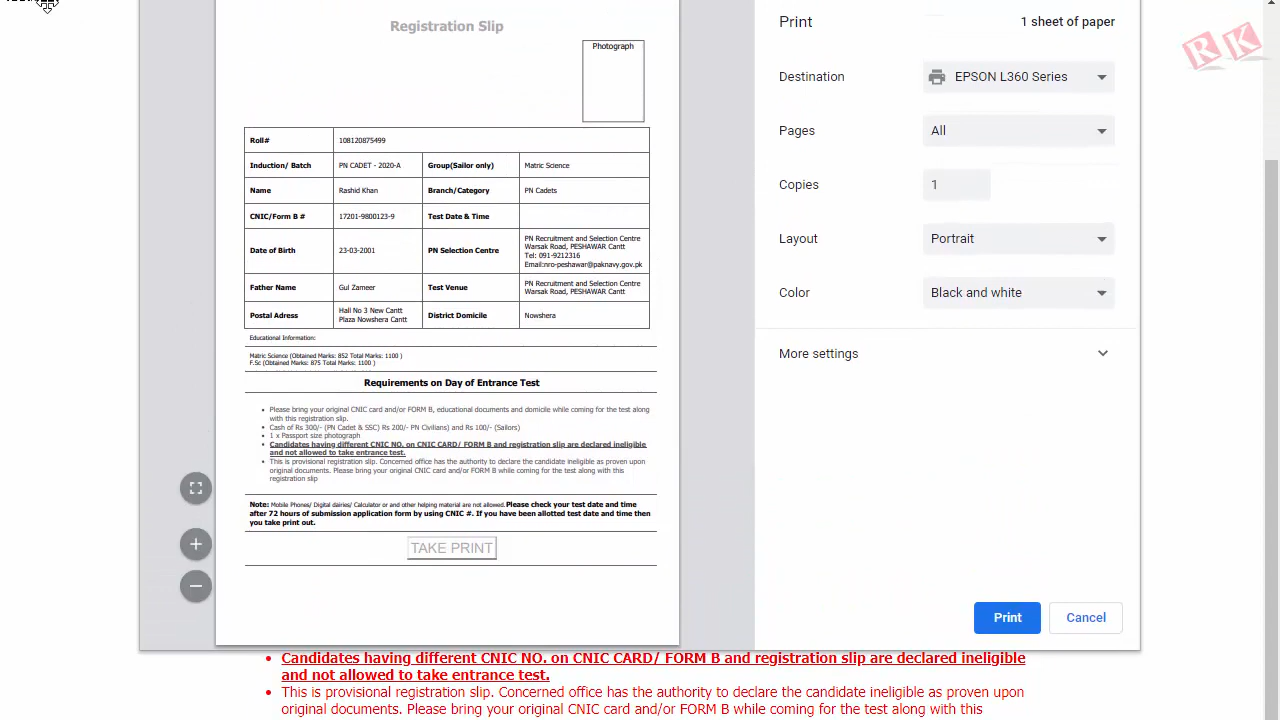 Registration Slip
Photograph
Roll# 108120875499
Induction/ Batch PN CADET - 2020-A Group(Sailor only) Matric Science
Name Rashid Khan Branch/Category PN Cadets
CNIC/Form B # 17201-9800123-9 Test Date & Time
Date of Birth 23-03-2001 PN Selection Centre
PN Recruitment and Selection Centre
Warsak Road, PESHAWAR Cantt
Tel: 091-9212316
Email:nro-peshawar@paknavy.gov.pk
Father Name Gul Zameer Test Venue
PN Recruitment and Selection Centre
Warsak Road, PESHAWAR Cantt
Postal Adress
Hall No 3 New Cantt
Plaza Nowshera Cantt
District Domicile Nowshera
Educational Information:
Matric Science (Obtained Marks: 852 Total Marks: 1100 )
F.Sc (Obtained Marks: 875 Total Marks: 1100 )
Requirements on Day of Entrance Test
• Please bring your original CNIC card and/or FORM B, educational documents and domicile while coming for the test along
with this registration slip.
• Cash of Rs 300/- (PN Cadet & SSC) Rs 200/- PN Civilians) and Rs 100/- (Sailors)
• 1 x Passport size photograph
• Candidates having different CNIC NO. on CNIC CARD/ FORM B and registration slip are declared ineligible
and not allowed to take entrance test.
• This is provisional registration slip. Concerned office has the authority to declare the candidate ineligible as proven upon
original documents. Please bring your original CNIC card and/or FORM B while coming for the test along with this
registration slip
Note: Mobile Phones/ Digital dairies/ Calculator or and other helping material are not allowed.Please check your test date and time
after 72 hours of submission application form by using CNIC #. If you have been allotted test date and time then
you take print out.
TAKE PRINT
Print 1 sheet of paper
Destination EPSON L360 Series
Pages All
Copies 1
Layout Portrait
Color Black and white
More settings
Print Cancel
RK
• Candidates having different CNIC NO. on CNIC CARD/ FORM B and registration slip are declared ineligible
and not allowed to take entrance test.
• This is provisional registration slip. Concerned office has the authority to declare the candidate ineligible as proven upon
original documents. Please bring your original CNIC card and/or FORM B while coming for the test along with this